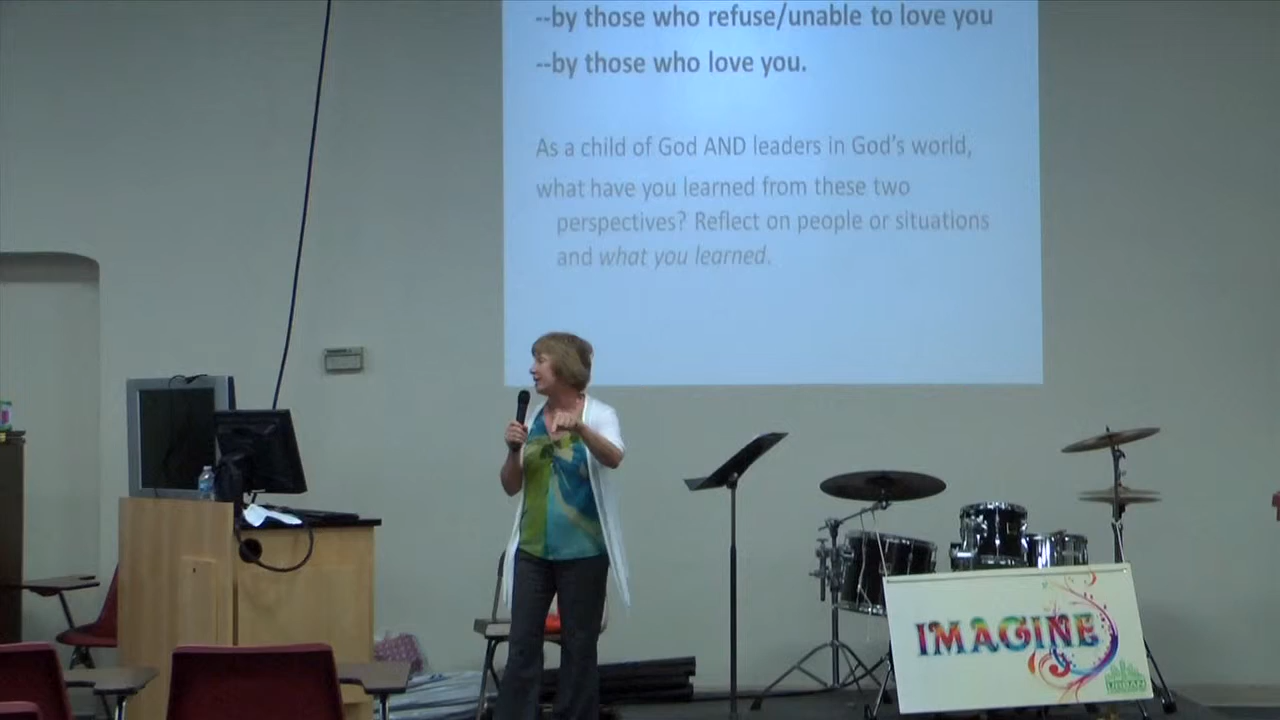 --by those who refuse/unable to love you
--by those who love you.
As a child of God AND leaders in God's world,
what have you learned from these two
perspectives? Reflect on people or situations
and what you learned.
IMAGINE
URBAN